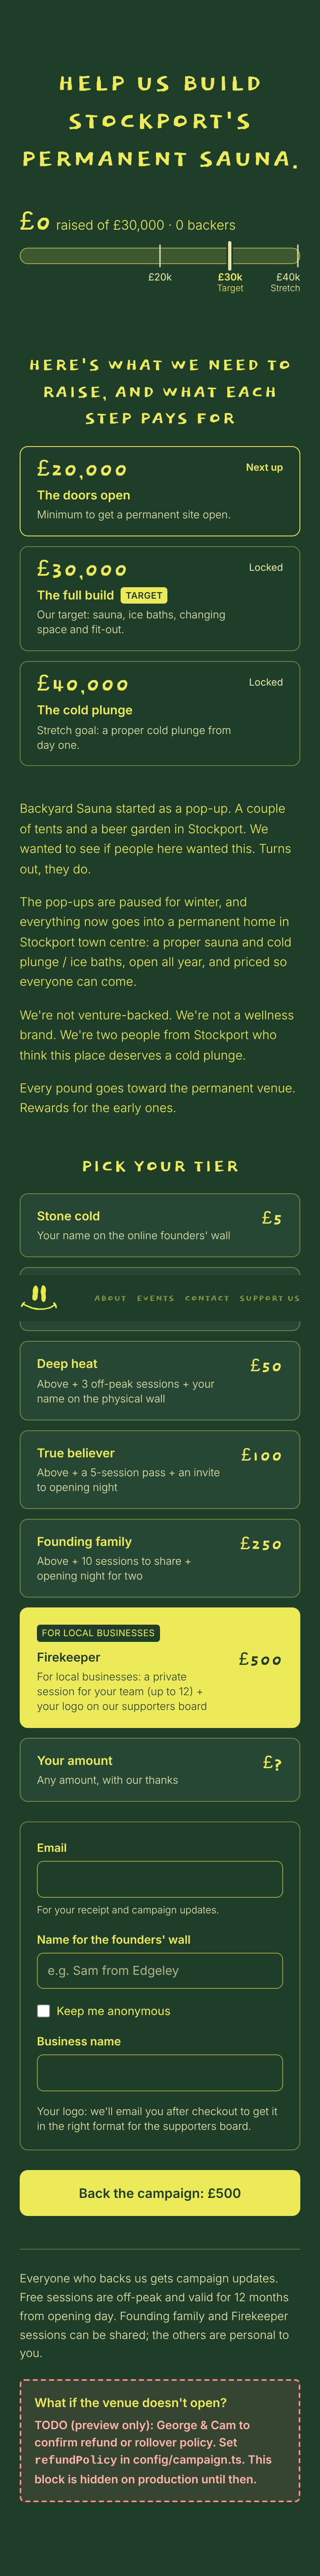 HELP US BUILD
STOCKPORT'S
PERMANENT SAUNA.
£0 raised of £30,000 · 0 backers
£20k £30k £40k
Target Stretch
HERE'S WHAT WE NEED TO
RAISE, AND WHAT EACH
STEP PAYS FOR
£20,000 Next up
The doors open
Minimum to get a permanent site open.
£30,000 Locked
The full build TARGET
Our target: sauna, ice baths, changing
space and fit-out.
£40,000 Locked
The cold plunge
Stretch goal: a proper cold plunge from
day one.
Backyard Sauna started as a pop-up. A couple
of tents and a beer garden in Stockport. We
wanted to see if people here wanted this. Turns
out, they do.
The pop-ups are paused for winter, and
everything now goes into a permanent home in
Stockport town centre: a proper sauna and cold
plunge / ice baths, open all year, and priced so
everyone can come.
We're not venture-backed. We're not a wellness
brand. We're two people from Stockport who
think this place deserves a cold plunge.
Every pound goes toward the permanent venue.
Rewards for the early ones.
PICK YOUR TIER
Stone cold £5
Your name on the online founders' wall
ABOUT EVENTS CONTACT SUPPORT US
Deep heat £50
Above + 3 off-peak sessions + your
name on the physical wall
True believer £100
Above + a 5-session pass + an invite
to opening night
Founding family £250
Above + 10 sessions to share +
opening night for two
FOR LOCAL BUSINESSES
Firekeeper £500
For local businesses: a private
session for your team (up to 12) +
your logo on our supporters board
Your amount £?
Any amount, with our thanks
Email
For your receipt and campaign updates.
Name for the founders' wall
e.g. Sam from Edgeley
Keep me anonymous
Business name
Your logo: we'll email you after checkout to get it
in the right format for the supporters board.
Back the campaign: £500
Everyone who backs us gets campaign updates.
Free sessions are off-peak and valid for 12 months
from opening day. Founding family and Firekeeper
sessions can be shared; the others are personal to
you.
What if the venue doesn't open?
TODO (preview only): George & Cam to
confirm refund or rollover policy. Set
refundPolicy in config/campaign.ts. This
block is hidden on production until then.